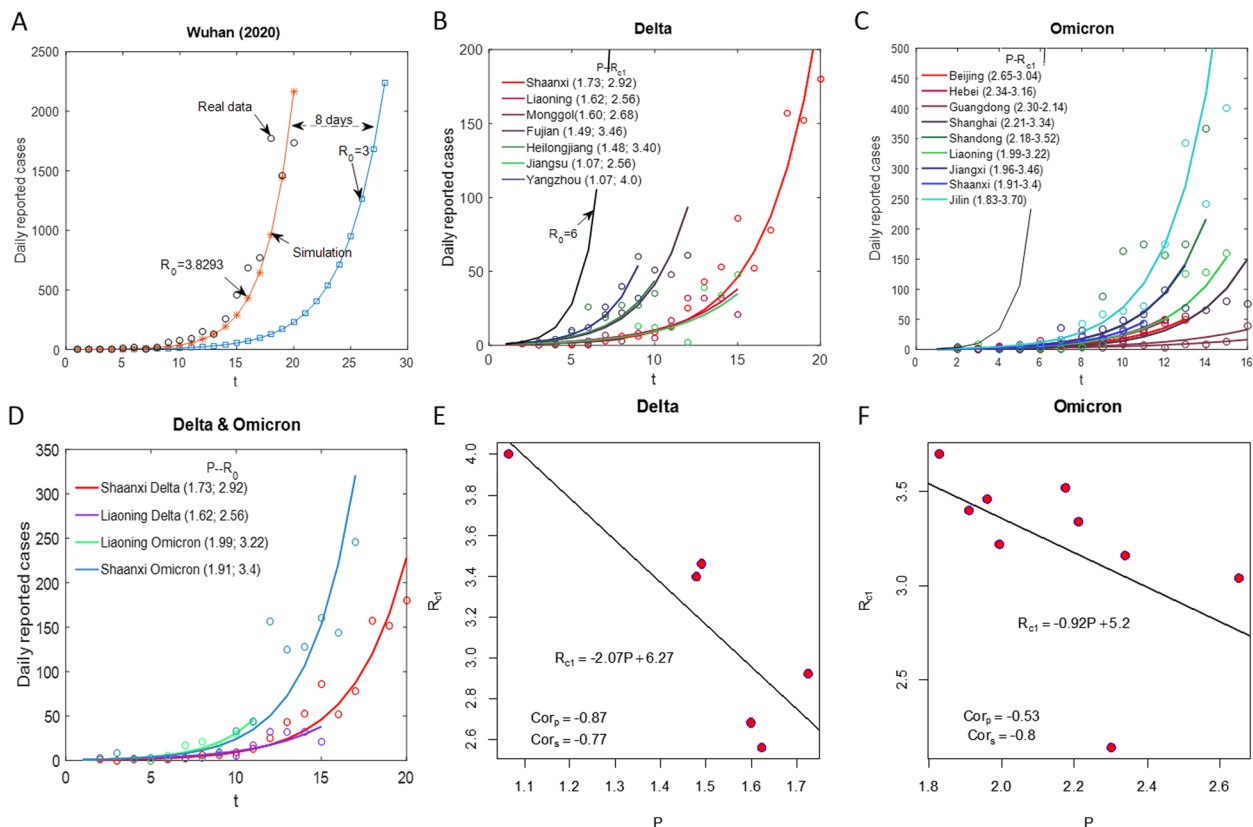 A
Wuhan (2020)
2500
2000
1500
1000
500
0
0
5
10
15
20
25
30
Daily reported cases
t
Real data
8 days
R0=3
R0=3.8293
Simulation
B
Delta
200
150
100
50
0
0
5
10
15
20
Daily reported cases
t
P--Rc1
Shaanxi (1.73; 2.92)
Liaoning (1.62; 2.56)
Monggol(1.60; 2.68)
Fujian (1.49; 3.46)
Heilongjiang (1.48; 3.40)
Jiangsu (1.07; 2.56)
Yangzhou (1.07; 4.0)
R0=6
C
Omicron
500
450
400
350
300
250
200
150
100
50
0
0
2
4
6
8
10
12
14
16
Daily reported cases
t
P-Rc1
Beijing (2.65-3.04)
Hebei (2.34-3.16)
Guangdong (2.30-2.14)
Shanghai (2.21-3.34)
Shandong (2.18-3.52)
Liaoning (1.99-3.22)
Jiangxi (1.96-3.46)
Shaanxi (1.91-3.4)
Jilin (1.83-3.70)
D
Delta & Omicron
350
300
250
200
150
100
50
0
0
5
10
15
20
Daily reported cases
t
P--R0
Shaanxi Delta (1.73; 2.92)
Liaoning Delta (1.62; 2.56)
Liaoning Omicron (1.99; 3.22)
Shaanxi Omicron (1.91; 3.4)
E
Delta
4.0
3.8
3.6
3.4
3.2
3.0
2.8
2.6
1.1
1.2
1.3
1.4
1.5
1.6
1.7
Rc1
P
Rc1 = -2.07P + 6.27
Corp = -0.87
Cors = -0.77
F
Omicron
3.5
3.0
2.5
1.8
2.0
2.2
2.4
2.6
Rc1
P
Rc1 = -0.92P + 5.2
Corp = -0.53
Cors = -0.8